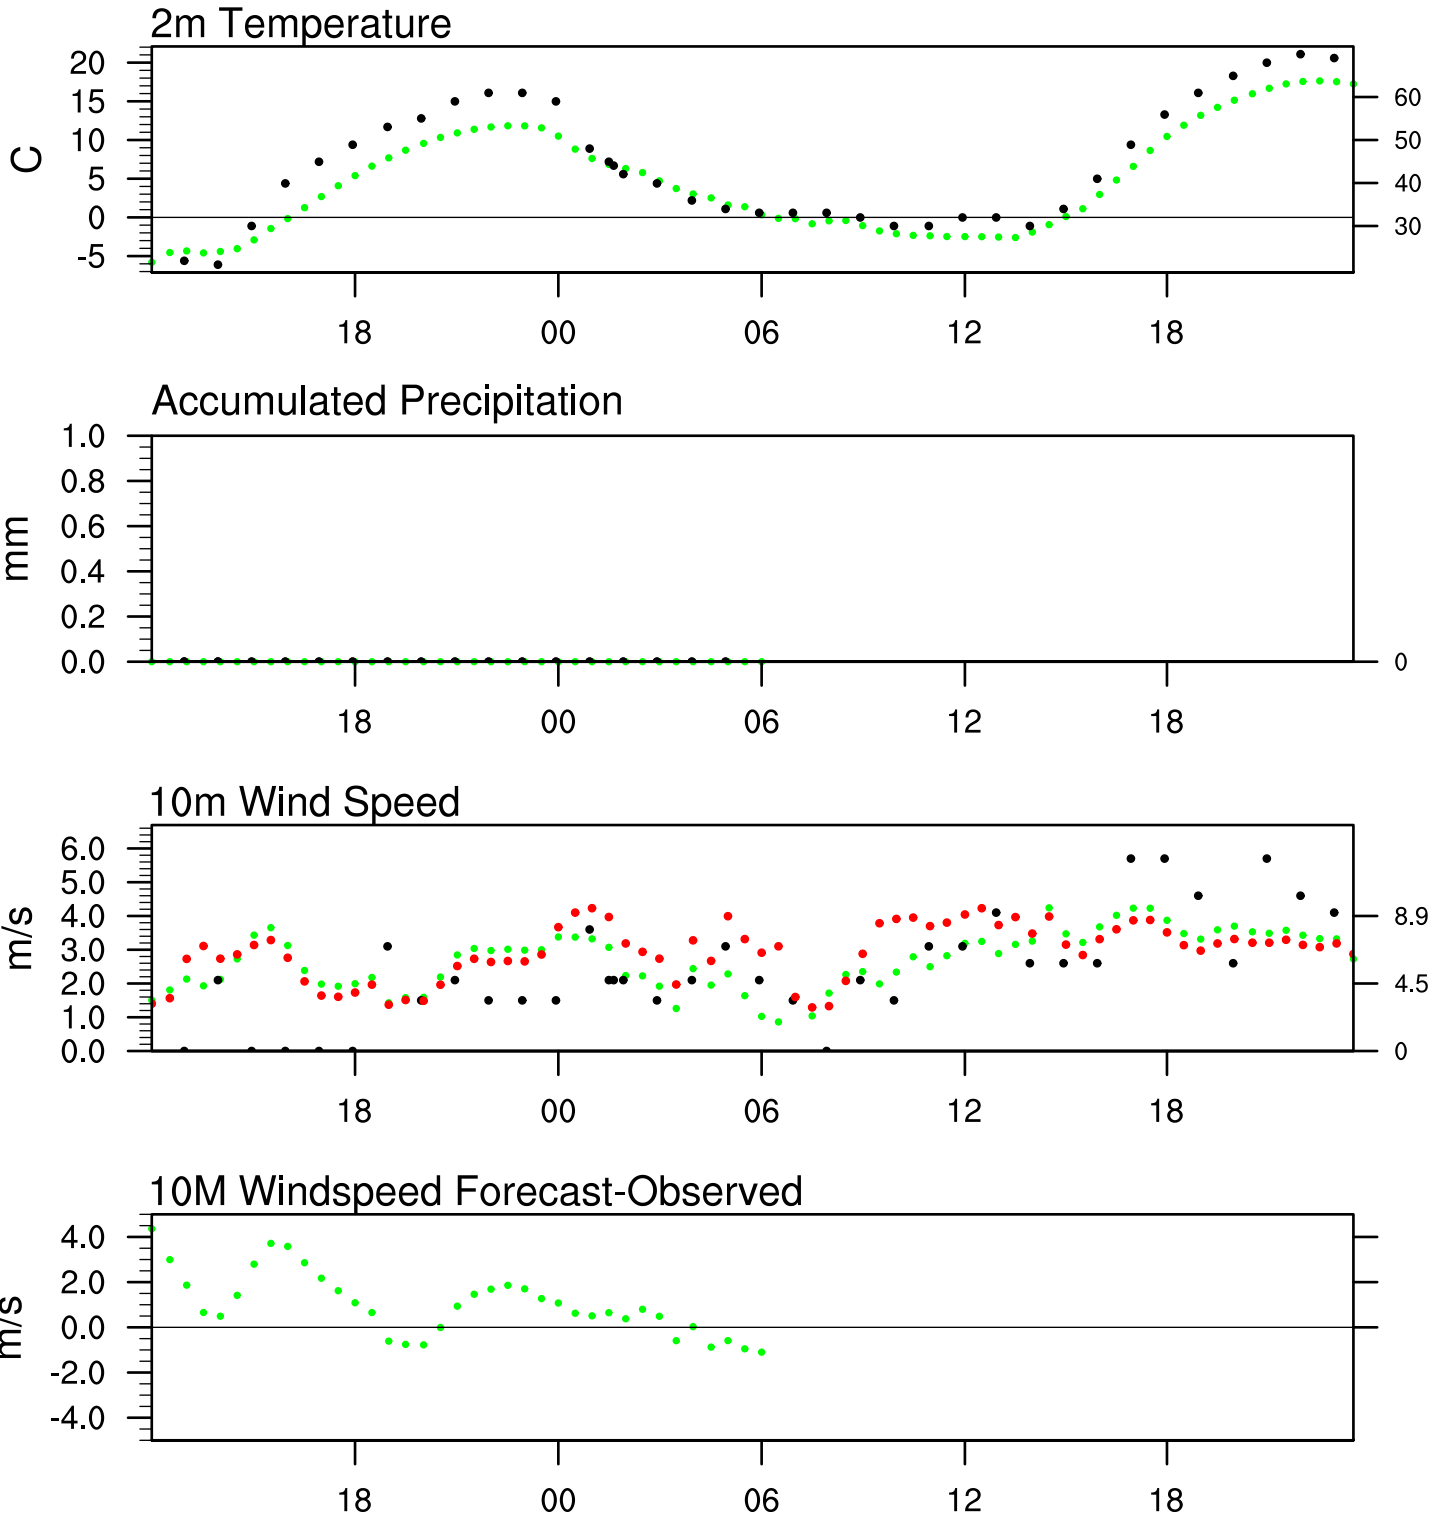 2m Temperature
20
15
10
5
0
-5
C
60
50
40
30
18 00 06 12 18
Accumulated Precipitation
1.0
0.8
0.6
0.4
0.2
0.0
mm
0
18 00 06 12 18
10m Wind Speed
6.0
5.0
4.0
3.0
2.0
1.0
0.0
m/s
8.9
4.5
0
18 00 06 12 18
10M Windspeed Forecast-Observed
4.0
2.0
0.0
-2.0
-4.0
m/s
18 00 06 12 18